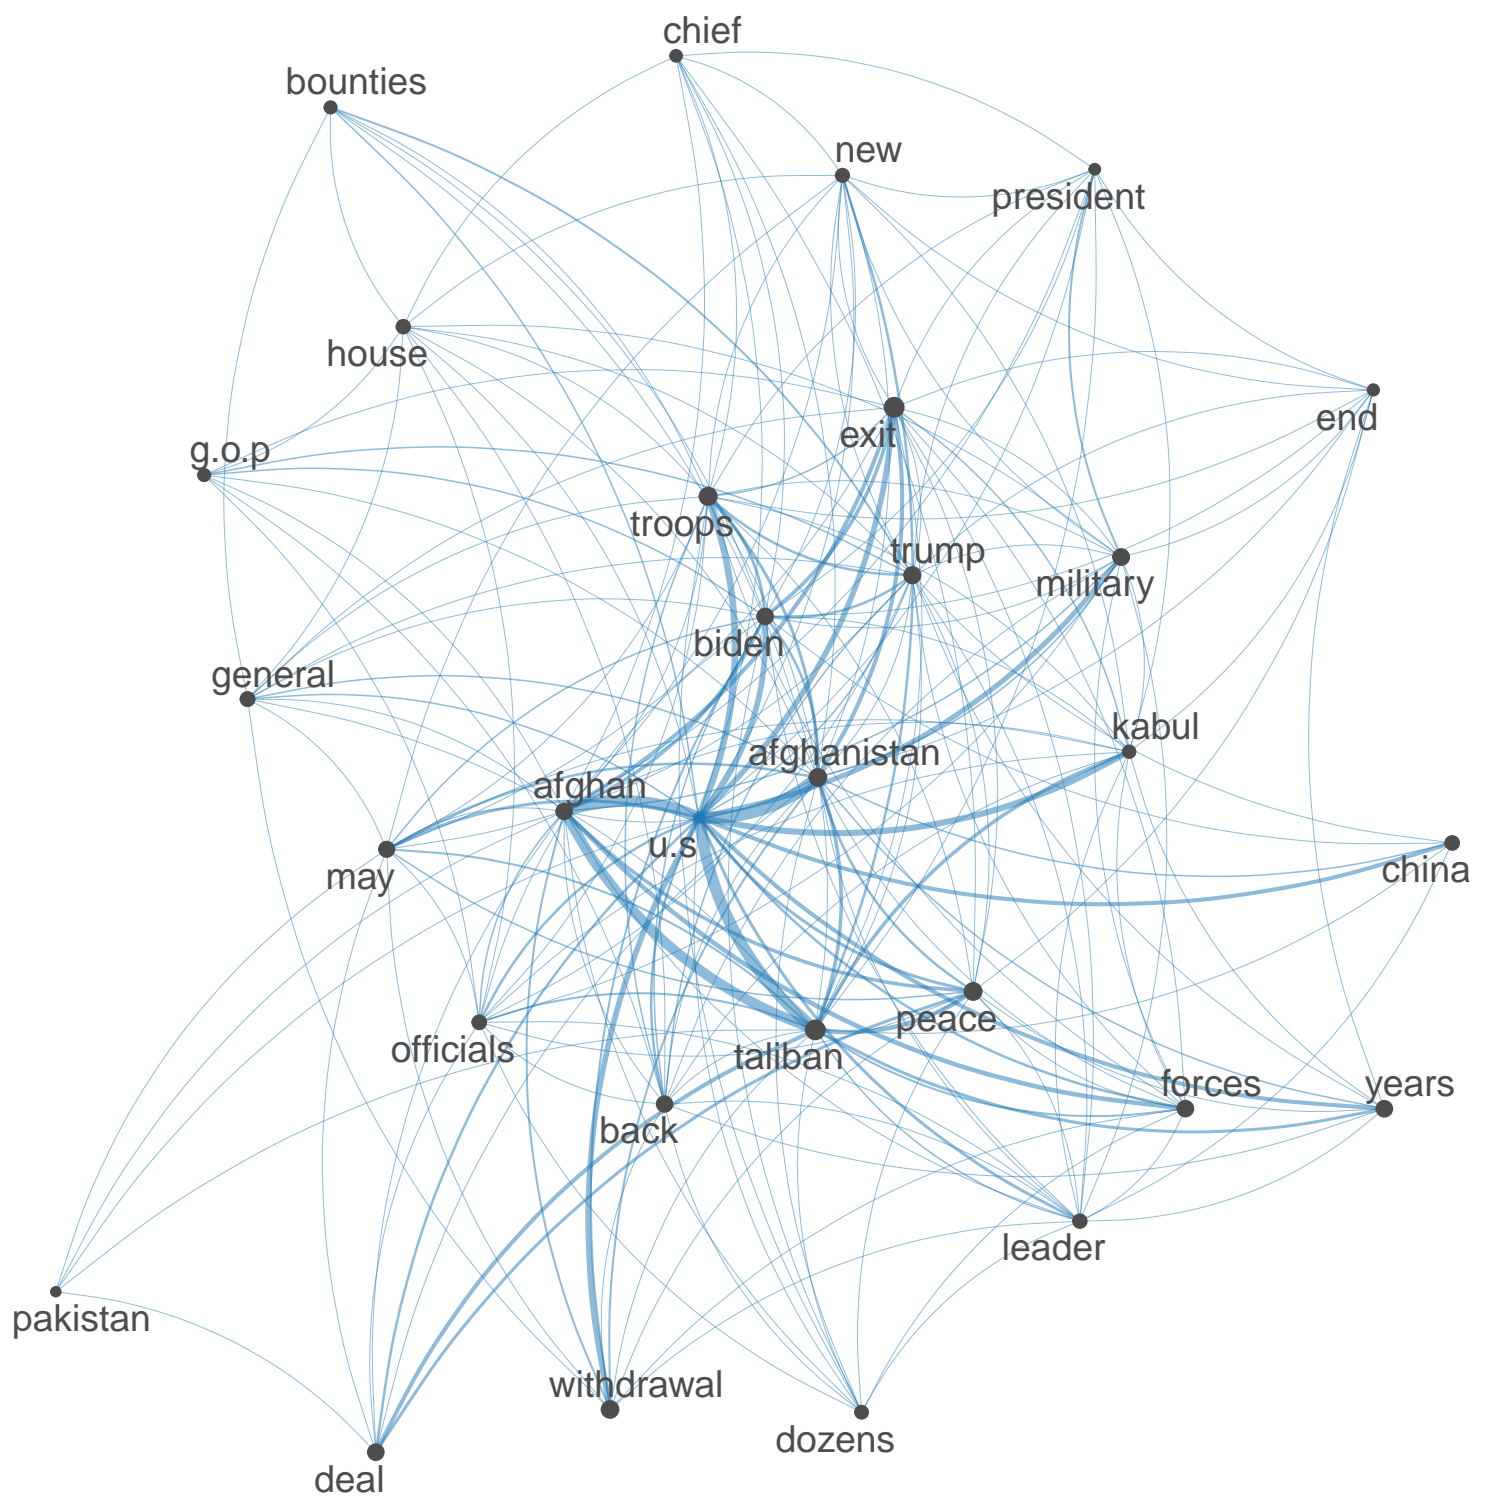 chief
bounties
new
president
house
end
exit
g.o.p
troops
trump
military
biden
general
kabul
afghanistan
afghan
u.s
may
china
peace
officials
taliban
forces
years
back
leader
pakistan
withdrawal
dozens
deal